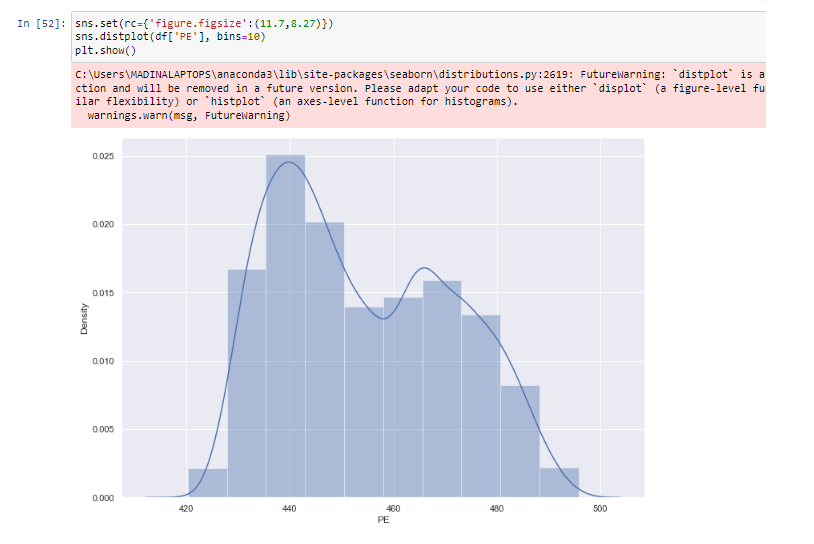 In [52]: sns.set(rc={'figure.figsize':(11.7,8.27)})
sns.distplot(df['PE'], bins=10)
plt.show()
C:\Users\MADINALAPTOPS\anaconda3\lib\site-packages\seaborn\distributions.py:2619: FutureWarning: `distplot` is a
ction and will be removed in a future version. Please adapt your code to use either `displot` (a figure-level fu
ilar flexibility) or `histplot` (an axes-level function for histograms).
warnings.warn(msg, FutureWarning)
0.025
0.020
0.015
0.010
0.005
0.000
Density
420 440 460 480 500
PE